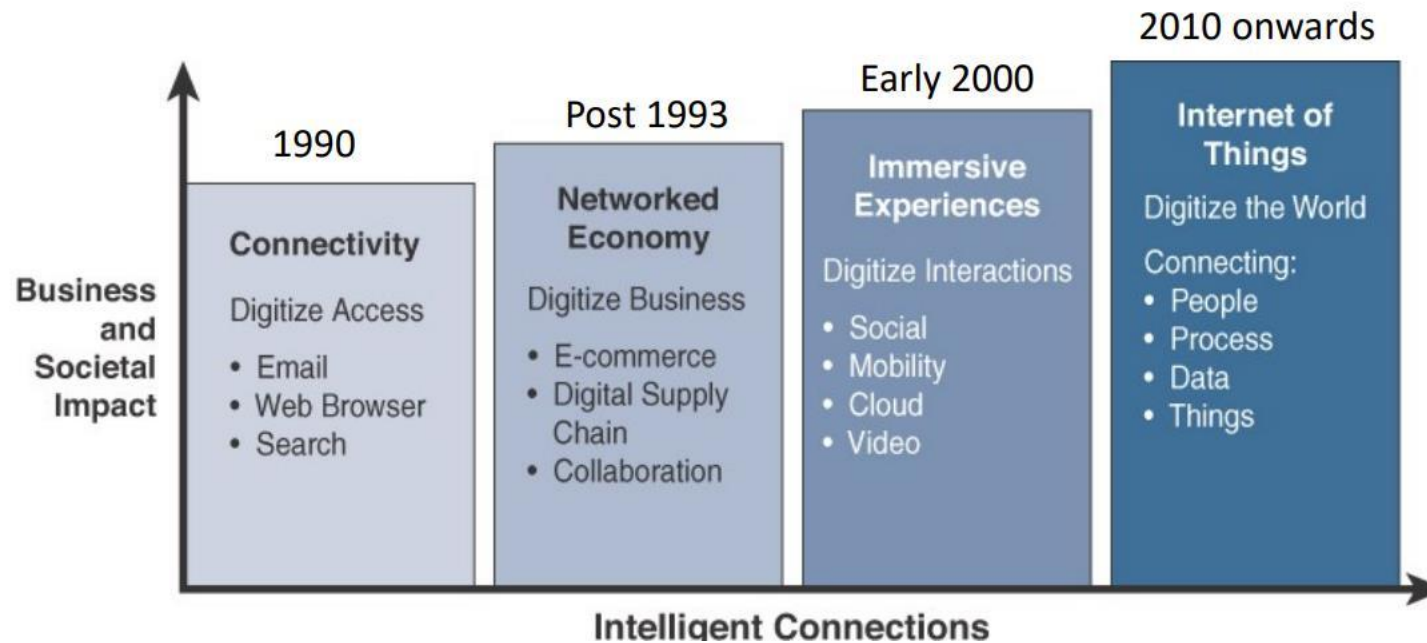 Business
and
Societal
Impact
1990
Connectivity
Digitize Access
• Email
• Web Browser
• Search
Post 1993
Networked
Economy
Digitize Business
• E-commerce
• Digital Supply
Chain
• Collaboration
Early 2000
Immersive
Experiences
Digitize Interactions
• Social
• Mobility
• Cloud
• Video
2010 onwards
Internet of
Things
Digitize the World
Connecting:
• People
• Process
• Data
• Things
Intelligent Connections